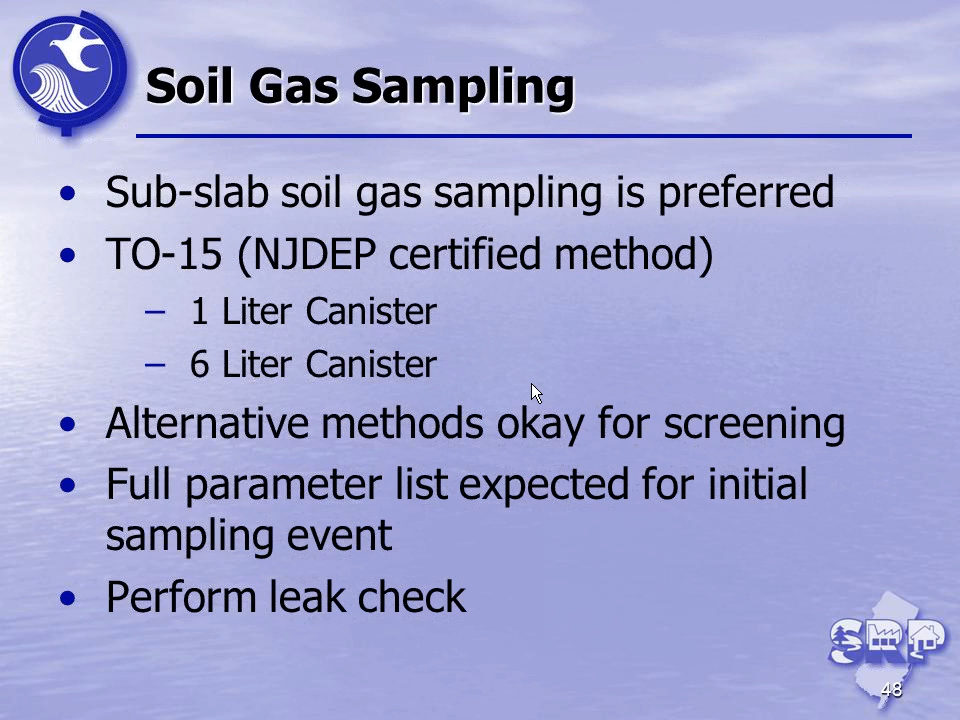 Soil Gas Sampling
• Sub-slab soil gas sampling is preferred
• TO-15 (NJDEP certified method)
– 1 Liter Canister
– 6 Liter Canister
• Alternative methods okay for screening
• Full parameter list expected for initial
sampling event
• Perform leak check
SRP
48